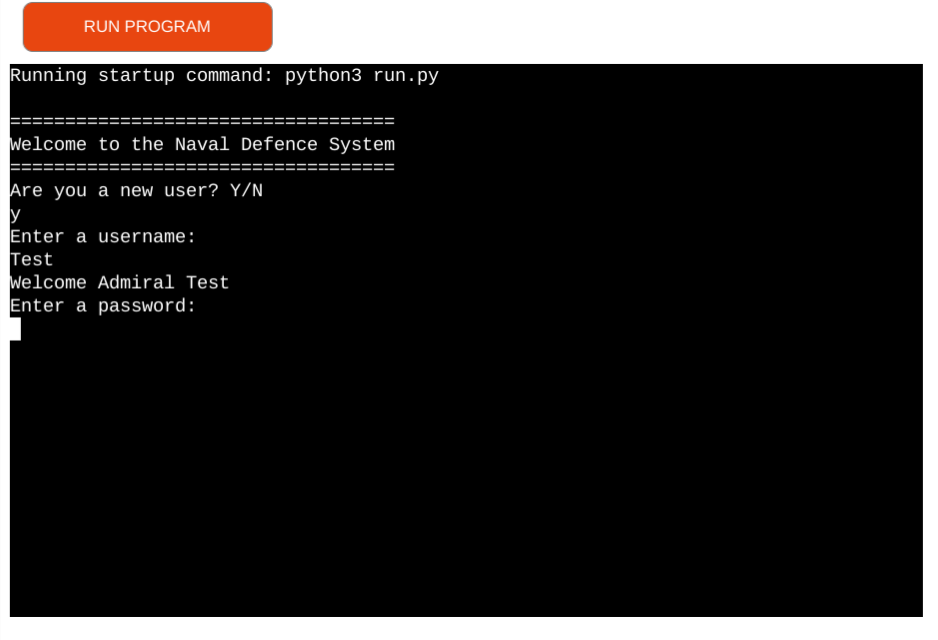 RUN PROGRAM
Running startup command: python3 run.py
===================================
Welcome to the Naval Defence System
===================================
Are you a new user? Y/N
y
Enter a username:
Test
Welcome Admiral Test
Enter a password: